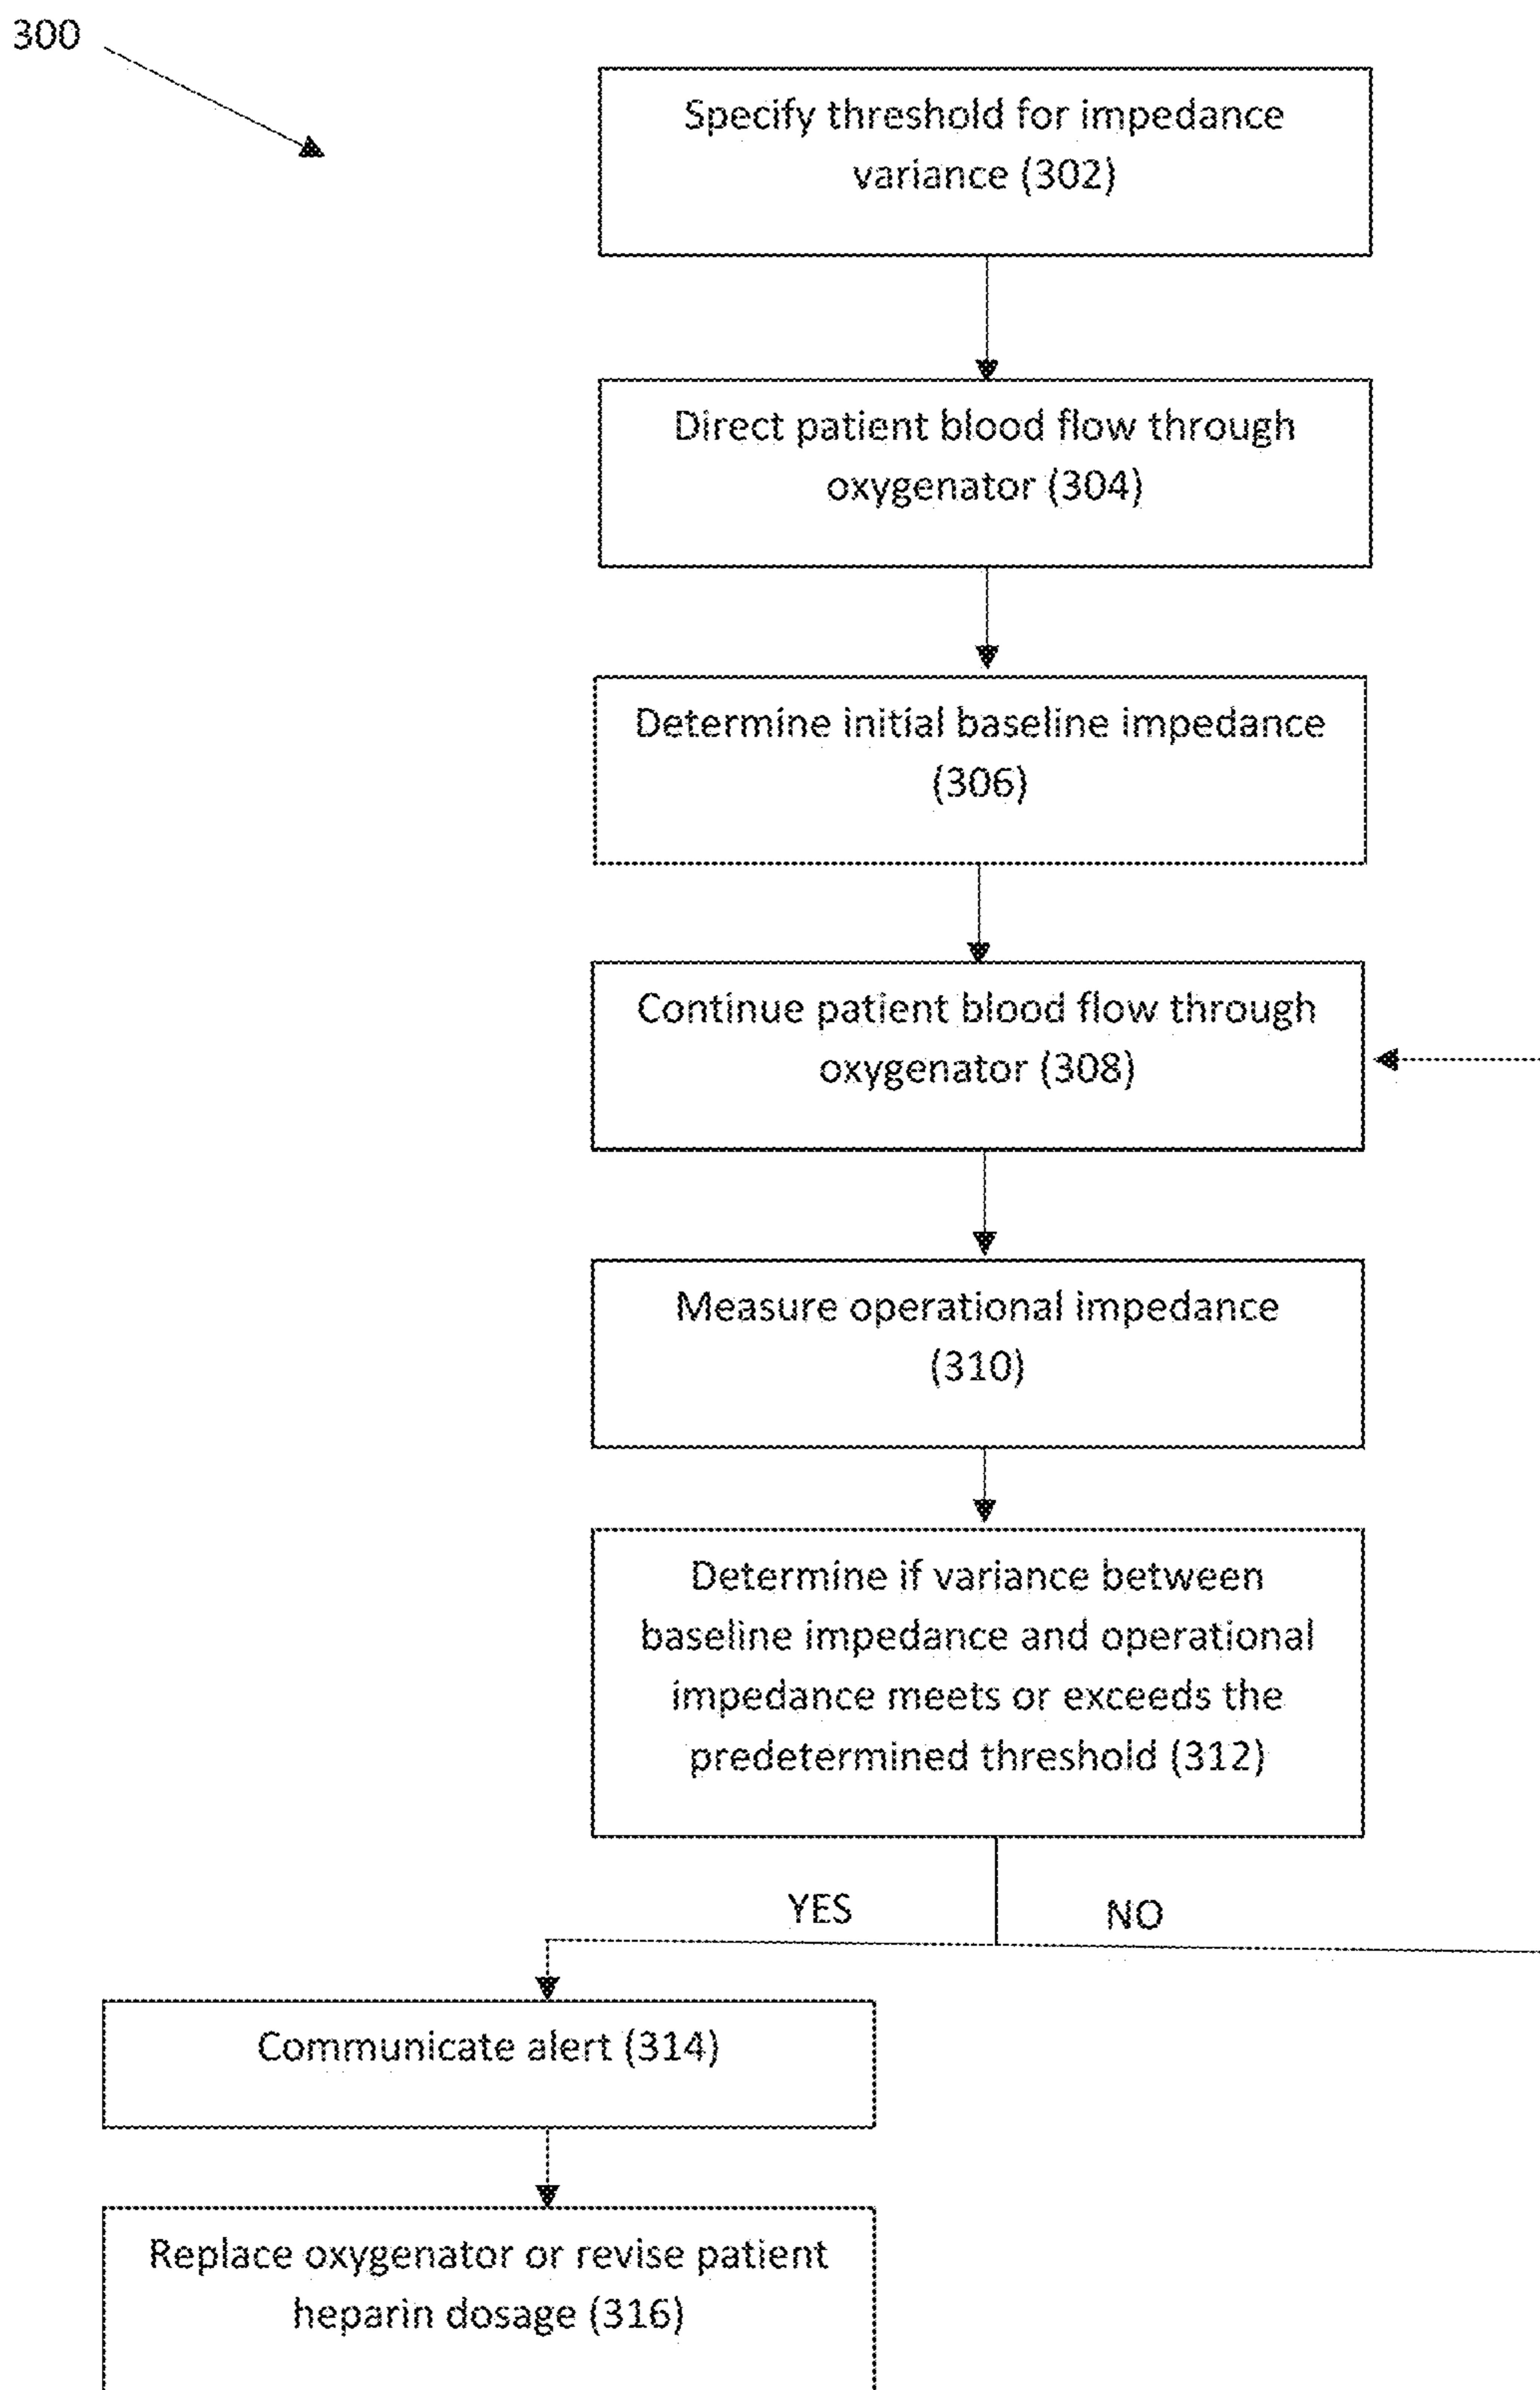 300
Specify threshold for impedance
variance (302)
Direct patient blood flow through
oxygenator (304)
Determine initial baseline impedance
(306)
Continue patient blood flow through
oxygenator (308)
Measure operational impedance
(310)
Determine if variance between
baseline impedance and operational
impedance meets or exceeds the
predetermined threshold (312)
YES
NO
Communicate alert (314)
Replace oxygenator or revise patient
heparin dosage (316)